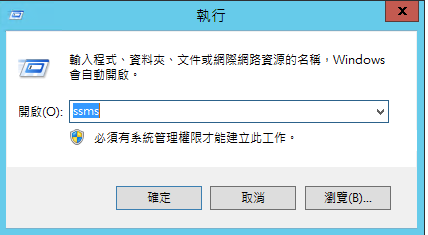 執行
x
輸入程式、資料夾、文件或網際網路資源的名稱，Windows
會自動開啟。
開啟(O): ssms
必須有系統管理權限才能建立此工作。
確定 取消 瀏覽(B)...